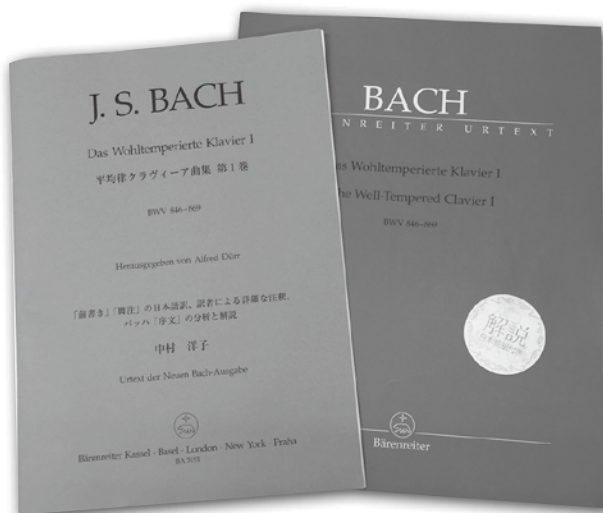 J. S. BACH
Das Wohltemperierte Klavier I
平均律クラヴィーア曲集 第1巻
BWV 846–869
Herausgegeben von Alfred Dürr
「前書き」「脚注」の日本語訳、訳者による詳細な注釈、
バッハ「序文」の分析と解説
中村 洋子
Urtext der Neuen Bach-Ausgabe
Bärenreiter Kassel · Basel · London · New York · Praha
BACH
NREITER URTEXT
as Wohltemperierte Klavier I
he Well-Tempered Clavier I
BWV 846–869
解説
Bärenreiter